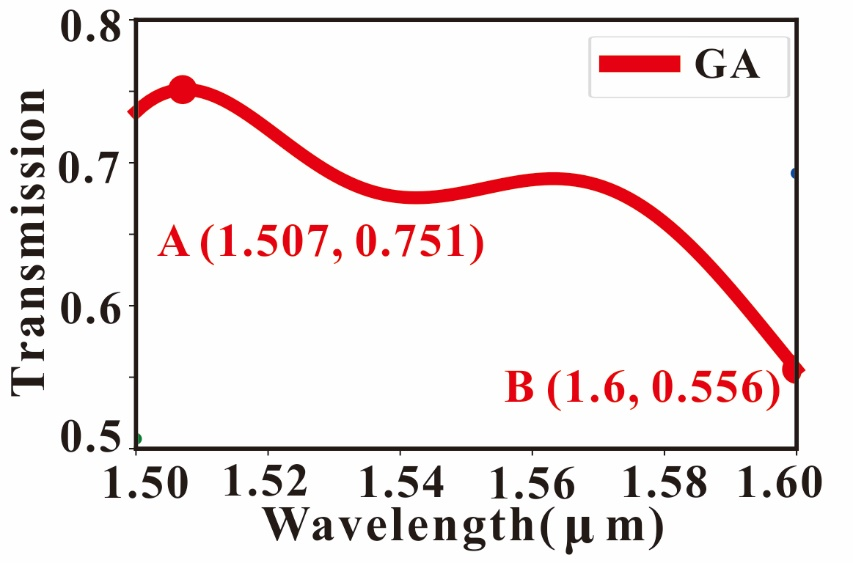 0.8
GA
0.7
A (1.507, 0.751)
0.6
B (1.6, 0.556)
0.5
Transmission
1.50 1.52 1.54 1.56 1.58 1.60
Wavelength(μm)